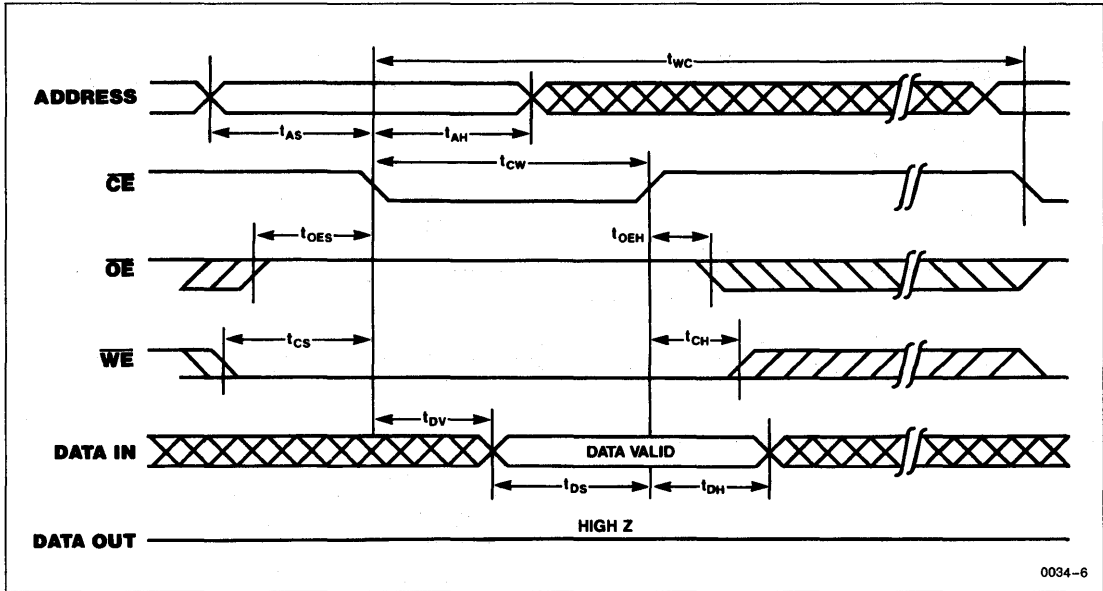 tWC
ADDRESS
tAS
tAH
tCW
CE
tOES
tOEH
OE
tCS
tCH
WE
tDV
DATA IN
DATA VALID
tDS
tDH
HIGH Z
DATA OUT
0034-6